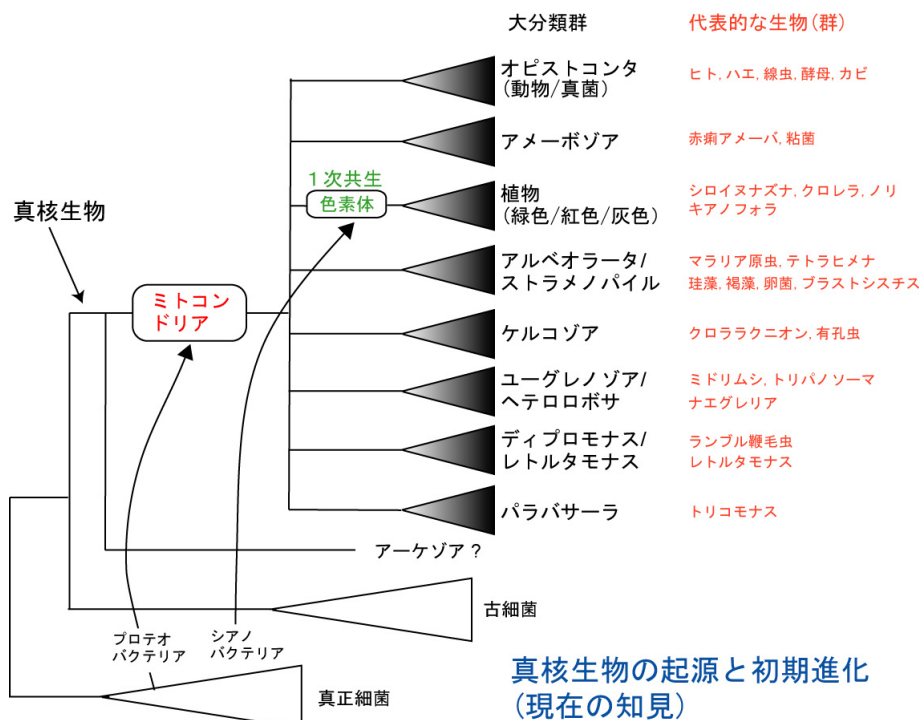 大分類群
代表的な生物(群)
オピストコンタ
(動物/真菌)
ヒト, ハエ, 線虫, 酵母, カビ
アメーボゾア
赤痢アメーバ, 粘菌
1次共生
色素体
植物
(緑色/紅色/灰色)
シロイヌナズナ, クロレラ, ノリ
キアノフォラ
真核生物
アルベオラータ/
ストラメノパイル
マラリア原虫, テトラヒメナ
珪藻, 褐藻, 卵菌, ブラストシスチス
ミトコン
ドリア
ケルコゾア
クロララクニオン, 有孔虫
ユーグレノゾア/
ヘテロロボサ
ミドリムシ, トリパノソーマ
ナエグレリア
ディプロモナス/
レトルタモナス
ランブル鞭毛虫
レトルタモナス
パラバサーラ
トリコモナス
アーケゾア?
古細菌
プロテオ
バクテリア
シアノ
バクテリア
真正細菌
真核生物の起源と初期進化
(現在の知見)